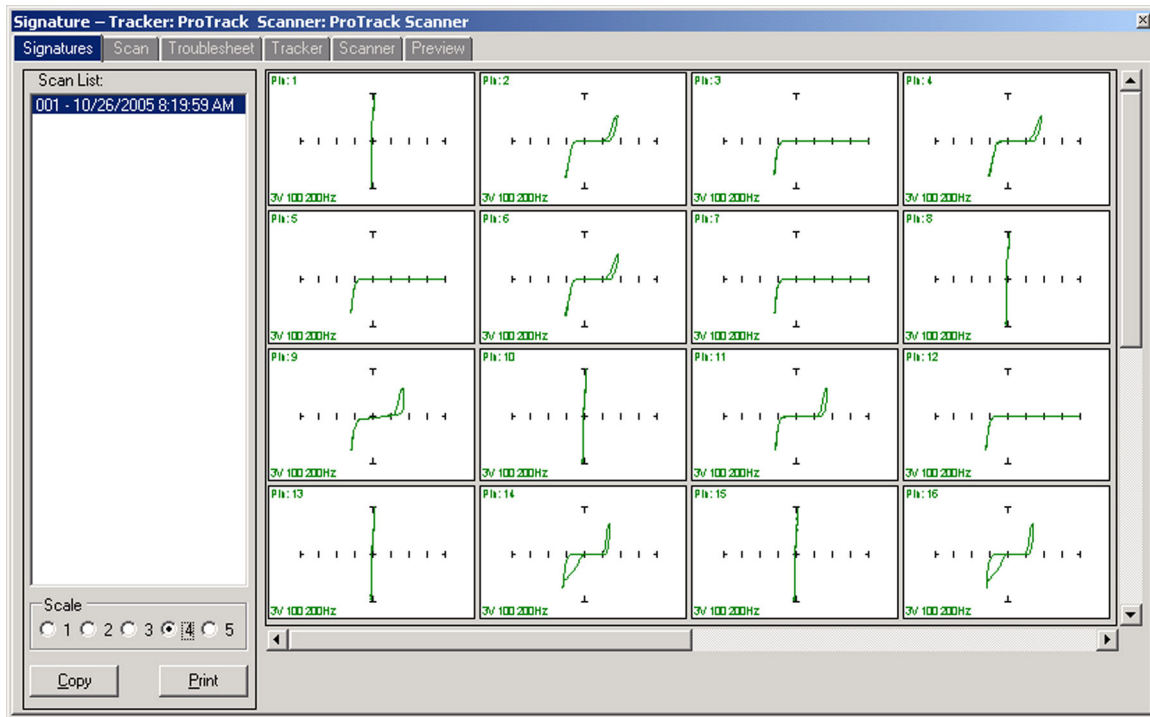 Signature – Tracker: ProTrack  Scanner: ProTrack Scanner
Signatures Scan Troublesheet Tracker Scanner Preview
Scan List:
001 - 10/26/2005 8:19:59 AM
Pin: 1
3V 100 200Hz
Pin: 2
3V 100 200Hz
Pin: 3
3V 100 200Hz
Pin: 4
3V 100 200Hz
Pin: 5
3V 100 200Hz
Pin: 6
3V 100 200Hz
Pin: 7
3V 100 200Hz
Pin: 8
3V 100 200Hz
Pin: 9
3V 100 200Hz
Pin: 10
3V 100 200Hz
Pin: 11
3V 100 200Hz
Pin: 12
3V 100 200Hz
Pin: 13
3V 100 200Hz
Pin: 14
3V 100 200Hz
Pin: 15
3V 100 200Hz
Pin: 16
3V 100 200Hz
Scale
1 2 3 4 5
Copy Print